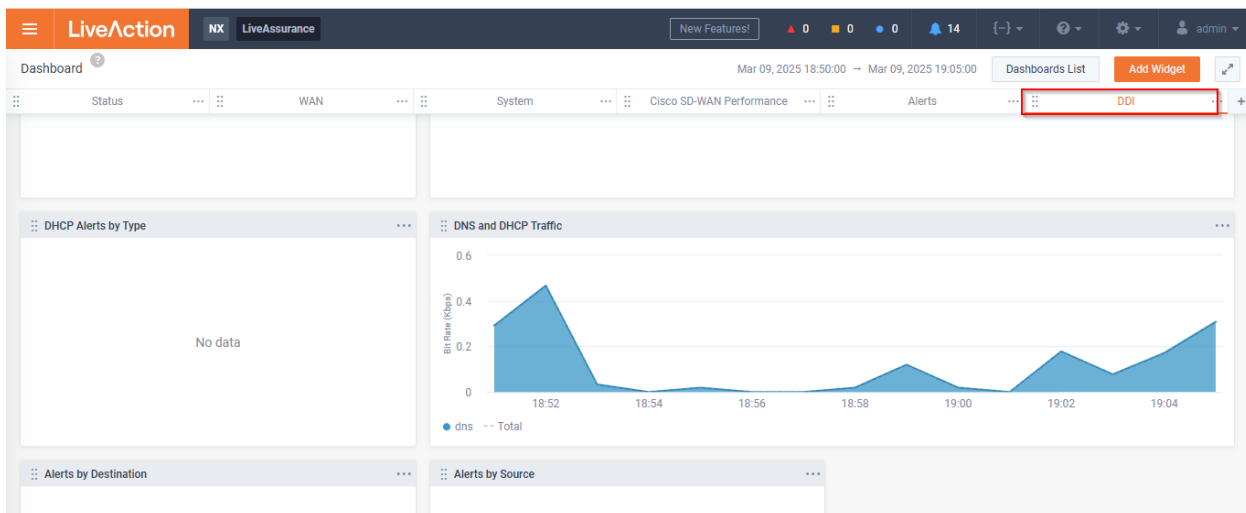 LiveAction NX LiveAssurance New Features! 0 0 0 14 {-} admin
Dashboard Mar 09, 2025 18:50:00 → Mar 09, 2025 19:05:00 Dashboards List Add Widget
Status ... WAN ... System ... Cisco SD-WAN Performance ... Alerts ... DDI ... +
DHCP Alerts by Type ...
No data
DNS and DHCP Traffic ...
Bit Rate (Kbps)
0.6
0.4
0.2
0
18:52 18:54 18:56 18:58 19:00 19:02 19:04
dns -- Total
Alerts by Destination ...
Alerts by Source ...